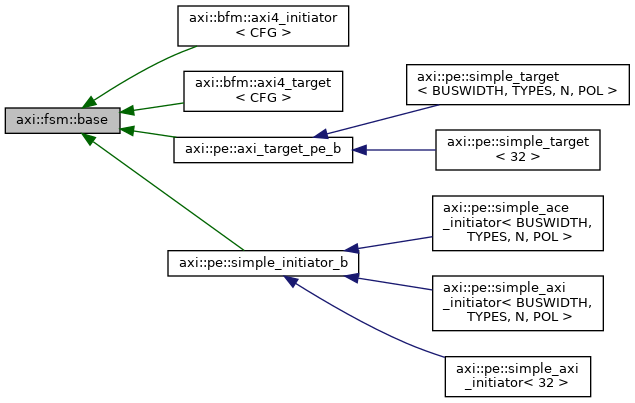 axi::bfm::axi4_initiator
< CFG >
axi::bfm::axi4_target
< CFG >
axi::pe::simple_target
< BUSWIDTH, TYPES, N, POL >
axi::fsm::base
axi::pe::axi_target_pe_b
axi::pe::simple_target
< 32 >
axi::pe::simple_ace
_initiator< BUSWIDTH,
TYPES, N, POL >
axi::pe::simple_initiator_b
axi::pe::simple_axi
_initiator< BUSWIDTH,
TYPES, N, POL >
axi::pe::simple_axi
_initiator< 32 >